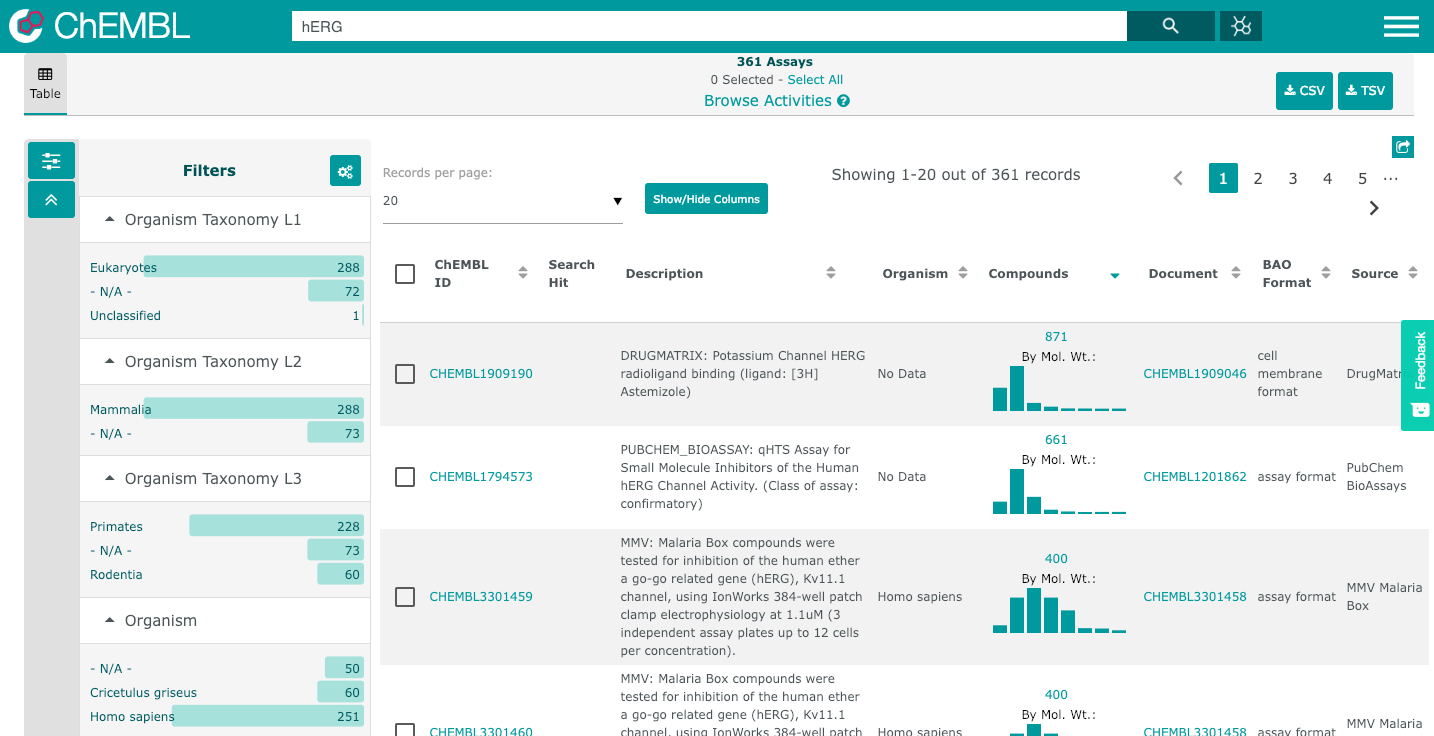 ChEMBL
hERG
Table
361 Assays
0 Selected - Select All
Browse Activities
CSV
TSV
Filters
Organism Taxonomy L1
Eukaryotes 288
- N/A - 72
Unclassified 1
Organism Taxonomy L2
Mammalia 288
- N/A - 73
Organism Taxonomy L3
Primates 228
- N/A - 73
Rodentia 60
Organism
- N/A - 50
Cricetulus griseus 60
Homo sapiens 251
Records per page:
20
Show/Hide Columns
Showing 1-20 out of 361 records
1 2 3 4 5 ...
ChEMBL
ID
Search
Hit
Description
Organism
Compounds
Document
BAO
Format
Source
CHEMBL1909190
DRUGMATRIX: Potassium Channel HERG
radioligand binding (ligand: [3H]
Astemizole)
No Data
871
By Mol. Wt.:
CHEMBL1909046
cell
membrane
format
CHEMBL1794573
PUBCHEM_BIOASSAY: qHTS Assay for
Small Molecule Inhibitors of the Human
hERG Channel Activity. (Class of assay:
confirmatory)
No Data
661
By Mol. Wt.:
CHEMBL1201862
assay format
PubChem
BioAssays
CHEMBL3301459
MMV: Malaria Box compounds were
tested for inhibition of the human ether
a go-go related gene (hERG), Kv11.1
channel, using IonWorks 384-well patch
clamp electrophysiology at 1.1uM (3
independent assay plates up to 12 cells
per concentration).
Homo sapiens
400
By Mol. Wt.:
CHEMBL3301458
assay format
MMV Malaria
Box
CHEMBL3301460
MMV: Malaria Box compounds were
tested for inhibition of the human ether
a go-go related gene (hERG), Kv11.1
channel, using IonWorks 384-well patch
Homo sapiens
400
By Mol. Wt.:
CHEMBL3301458
assay format
MMV Malaria
Feedback